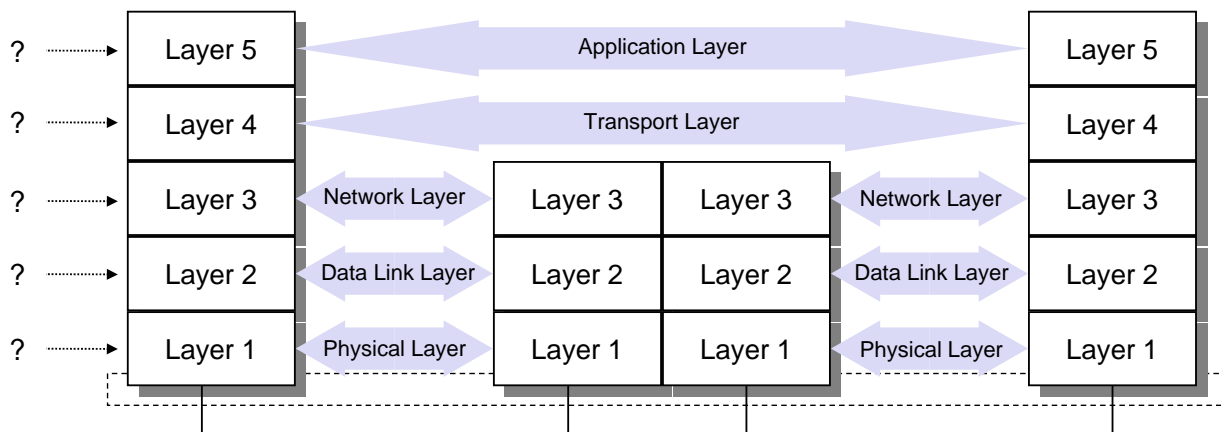 ? Layer 5 Application Layer Layer 5
? Layer 4 Transport Layer Layer 4
? Layer 3 Network Layer Layer 3 Layer 3 Network Layer Layer 3
? Layer 2 Data Link Layer Layer 2 Layer 2 Data Link Layer Layer 2
? Layer 1 Physical Layer Layer 1 Layer 1 Physical Layer Layer 1